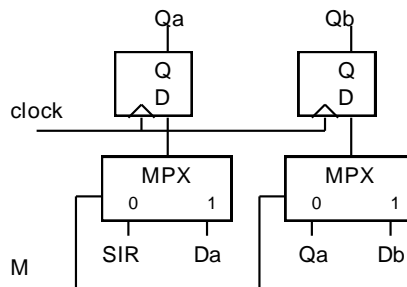 Qa Qb
Q Q
D D
clock
MPX MPX
0 1 0 1
SIR Da Qa Db
M